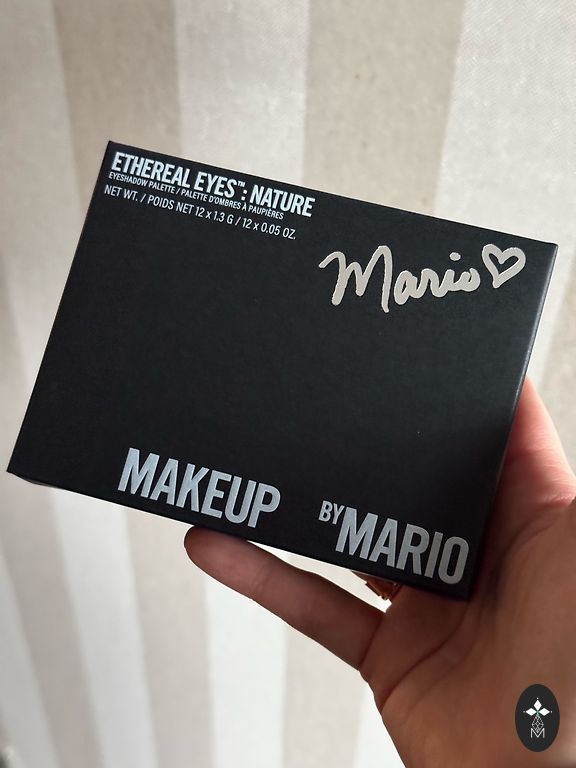 ETHEREAL EYES™: NATURE
EYESHADOW PALETTE / PALETTE D'OMBRES À PAUPIÈRES
NET WT. / POIDS NET 12 x 1.3 G / 12 x 0.05 OZ.
Mario♡
MAKEUP BY MARIO
M